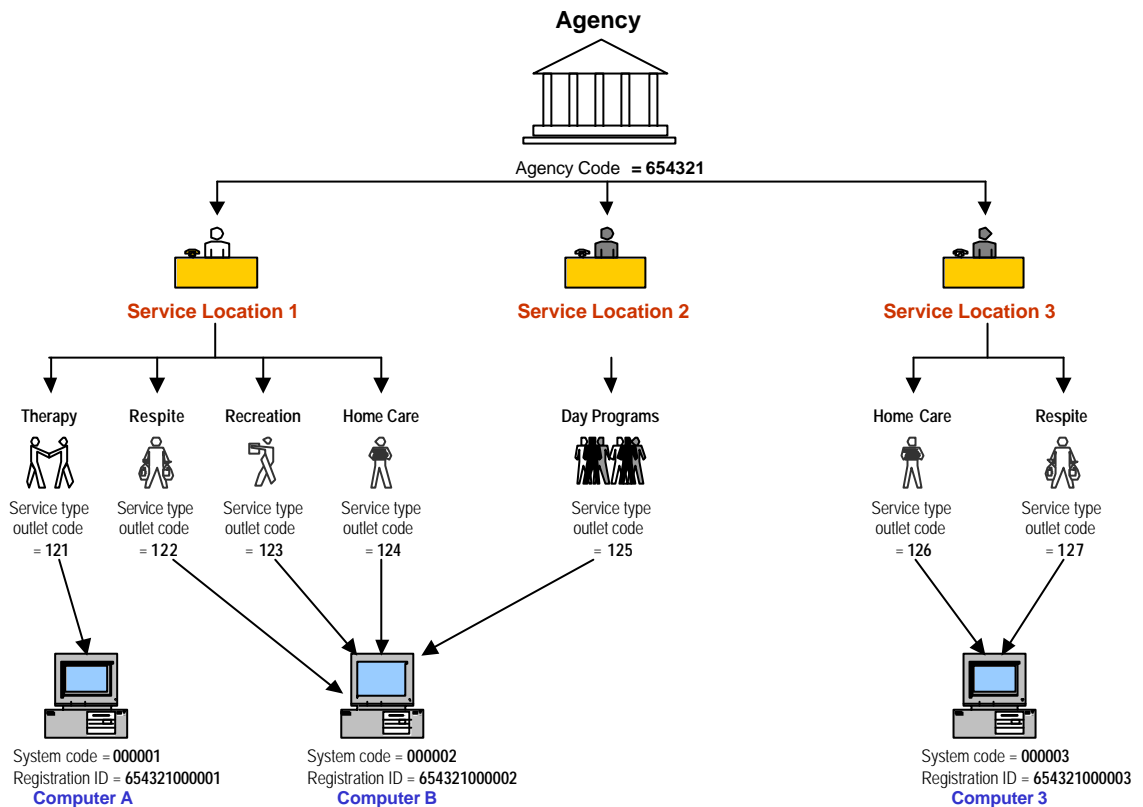 Agency
Agency Code = 654321
Service Location 1
Service Location 2
Service Location 3
Therapy
Respite
Recreation
Home Care
Day Programs
Home Care
Respite
Service type
outlet code
= 121
Service type
outlet code
= 122
Service type
outlet code
= 123
Service type
outlet code
= 124
Service type
outlet code
= 125
Service type
outlet code
= 126
Service type
outlet code
= 127
System code = 000001
Registration ID = 654321000001
Computer A
System code = 000002
Registration ID = 654321000002
Computer B
System code = 000003
Registration ID = 654321000003
Computer 3